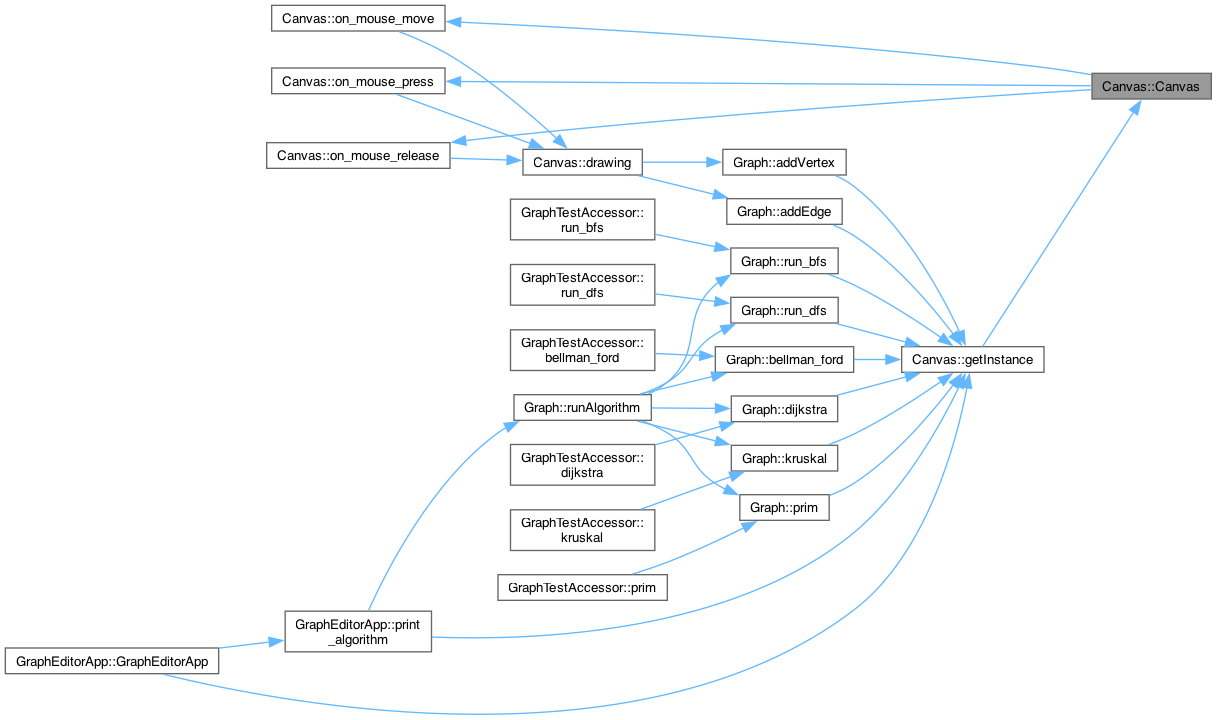 Canvas::on_mouse_move
Canvas::on_mouse_press
Canvas::Canvas
Canvas::on_mouse_release
Canvas::drawing
Graph::addVertex
Graph::addEdge
GraphTestAccessor::
run_bfs
Graph::run_bfs
GraphTestAccessor::
run_dfs
Graph::run_dfs
GraphTestAccessor::
bellman_ford
Graph::bellman_ford
Canvas::getInstance
Graph::runAlgorithm
Graph::dijkstra
GraphTestAccessor::
dijkstra
Graph::kruskal
GraphTestAccessor::
kruskal
Graph::prim
GraphTestAccessor::prim
GraphEditorApp::print
_algorithm
GraphEditorApp::GraphEditorApp